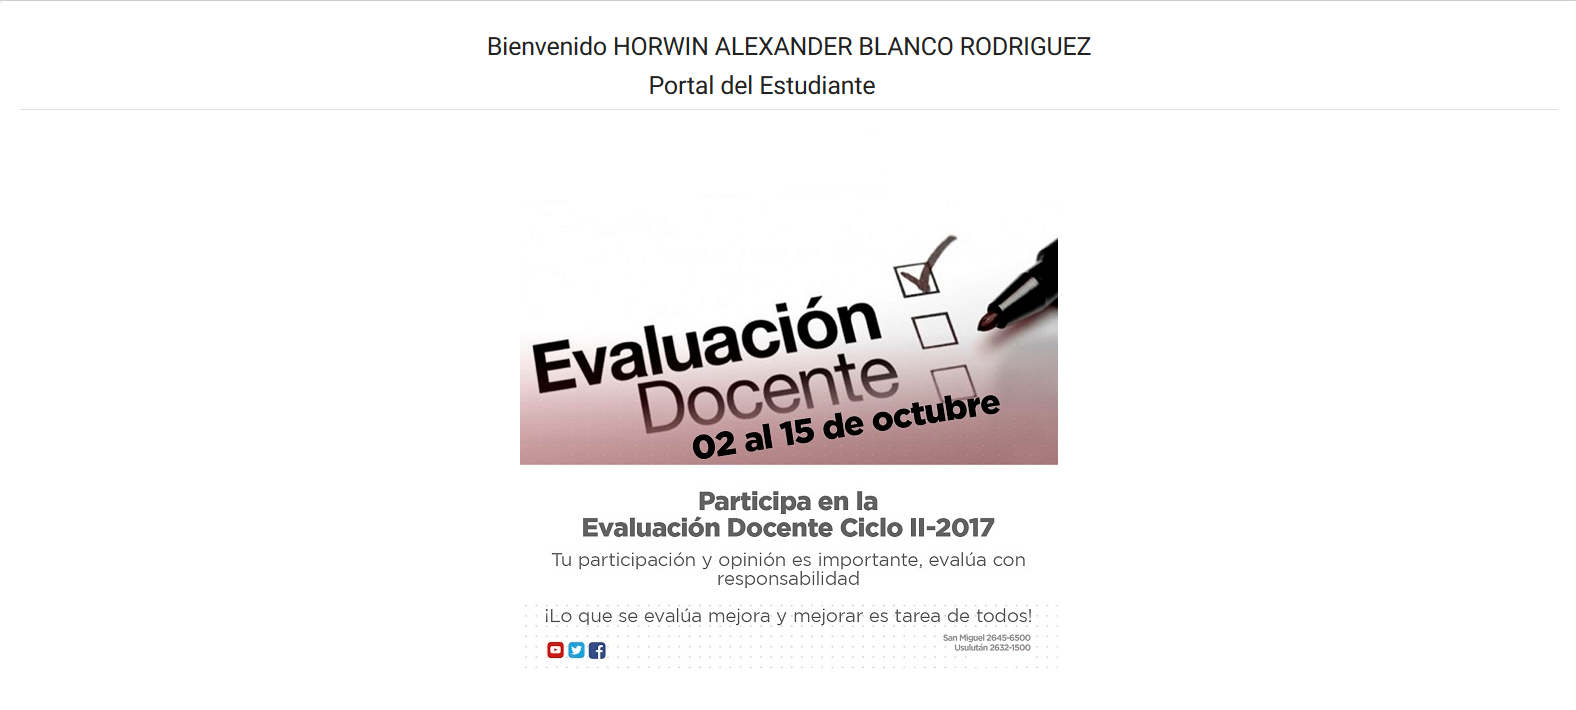 Bienvenido HORWIN ALEXANDER BLANCO RODRIGUEZ
Portal del Estudiante
Evaluación
Docente
02 al 15 de octubre
Participa en la
Evaluación Docente Ciclo II-2017
Tu participación y opinión es importante, evalúa con
responsabilidad
¡Lo que se evalúa mejora y mejorar es tarea de todos!
San Miguel 2645-6500
Usulután 2632-1500